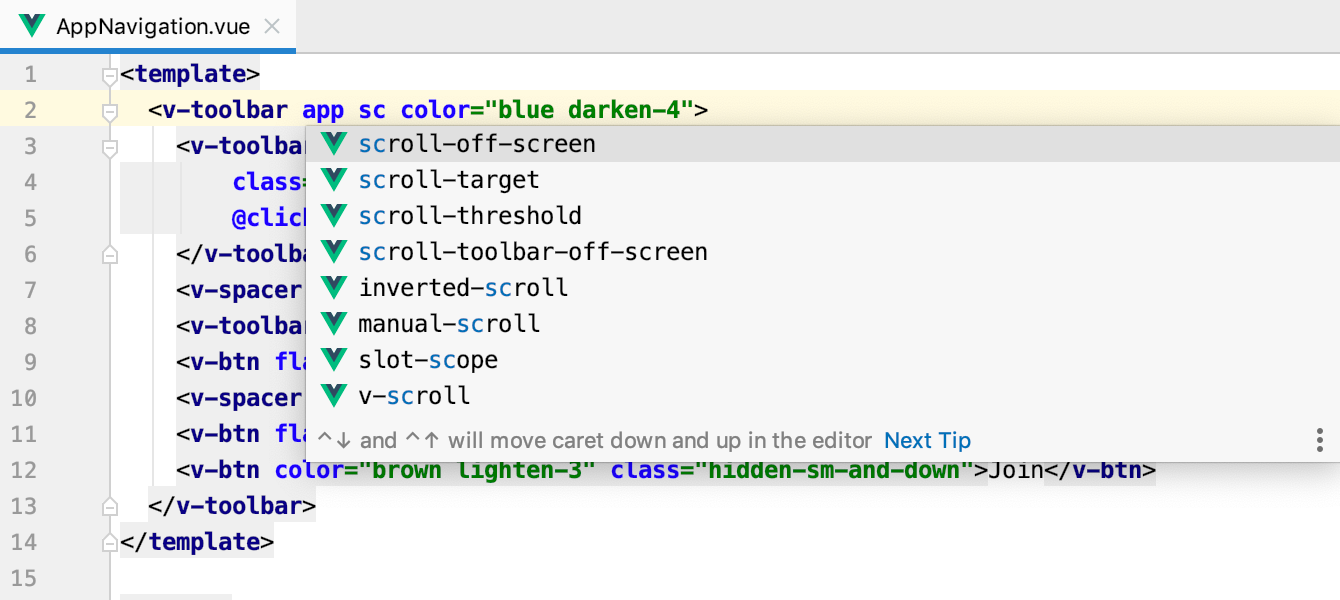 AppNavigation.vue
1 <template>
2 <v-toolbar app sc color="blue darken-4">
3 <v-toolbar
4 class=
5 @click
6 </v-toolba
7 <v-spacer
8 <v-toolbar
9 <v-btn fla
10 <v-spacer
11 <v-btn fla
12 <v-btn color="brown lighten-3" class="hidden-sm-and-down">Join</v-btn>
13 </v-toolbar>
14 </template>
15
scroll-off-screen
scroll-target
scroll-threshold
scroll-toolbar-off-screen
inverted-scroll
manual-scroll
slot-scope
v-scroll
^↓ and ^↑ will move caret down and up in the editor Next Tip